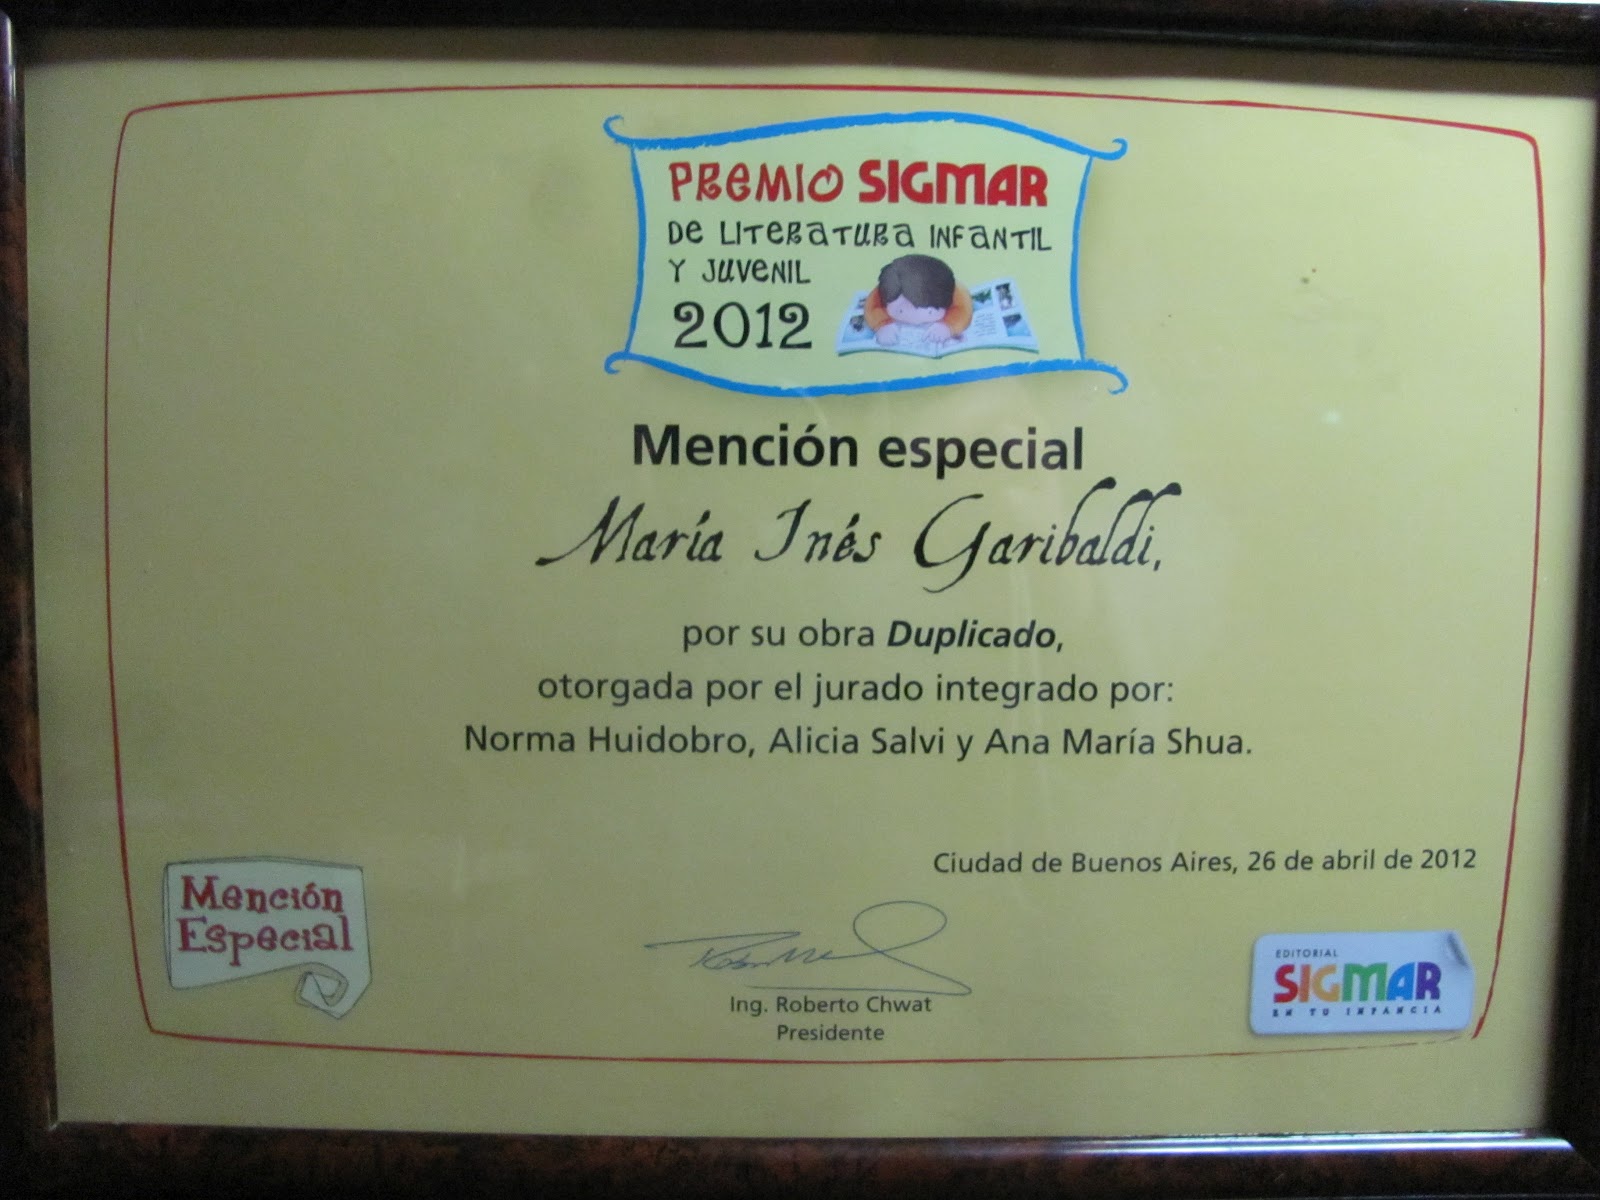 PREMIO SIGMAR
DE LITERATURA INFANTIL
Y JUVENIL
2012
Mención especial
María Inés Garibaldi,
por su obra Duplicado,
otorgada por el jurado integrado por:
Norma Huidobro, Alicia Salvi y Ana María Shua.
Ciudad de Buenos Aires, 26 de abril de 2012
Mención
Especial
Ing. Roberto Chwat
Presidente
EDITORIAL
SIGMAR
EN TU INFANCIA